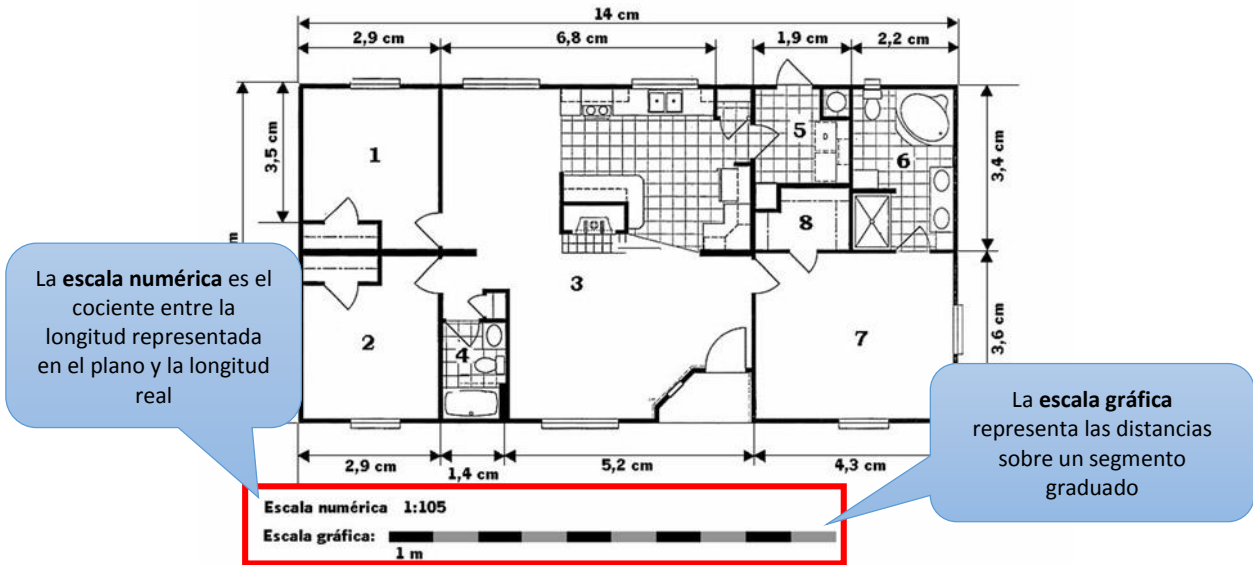 14 cm
2,9 cm
6,8 cm
1,9 cm
2,2 cm
3,5 cm
1
5
6
3,4 cm
8
m
La escala numérica es el
cociente entre la
longitud representada
en el plano y la longitud
real
3
2
4
7
3,6 cm
La escala gráfica
representa las distancias
sobre un segmento
graduado
2,9 cm
1,4 cm
5,2 cm
4,3 cm
Escala numérica 1:105
Escala gráfica:
1 m